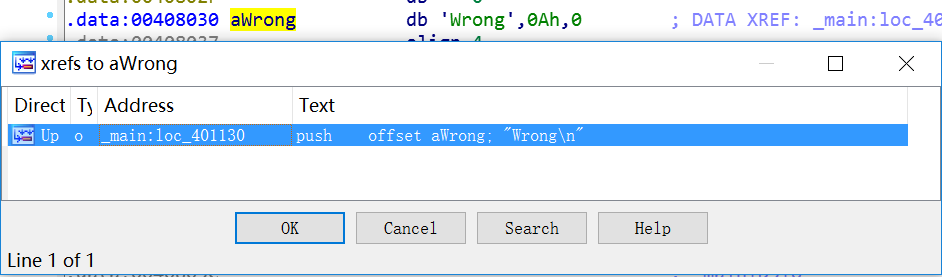 .data:00408030 aWrong db 'Wrong',0Ah,0 ; DATA XREF: _main:loc_40
xrefs to aWrong
Direct Ty Address Text
Up o _main:loc_401130 push offset aWrong; "Wrong\n"
OK Cancel Search Help
Line 1 of 1